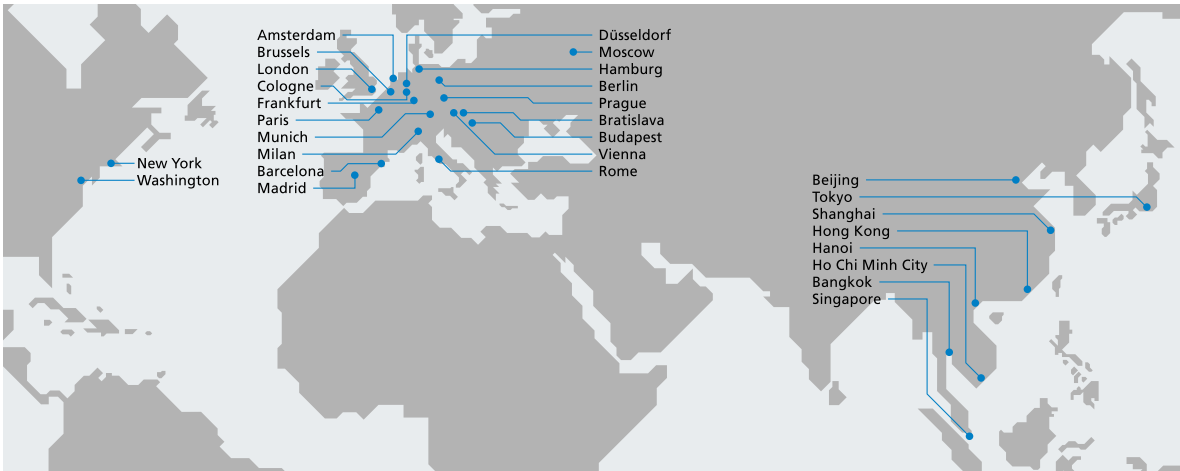 Amsterdam
Brussels
London
Cologne
Frankfurt
Paris
Munich
Milan
Barcelona
Madrid
Düsseldorf
Moscow
Hamburg
Berlin
Prague
Bratislava
Budapest
Vienna
Rome
New York
Washington
Beijing
Tokyo
Shanghai
Hong Kong
Hanoi
Ho Chi Minh City
Bangkok
Singapore